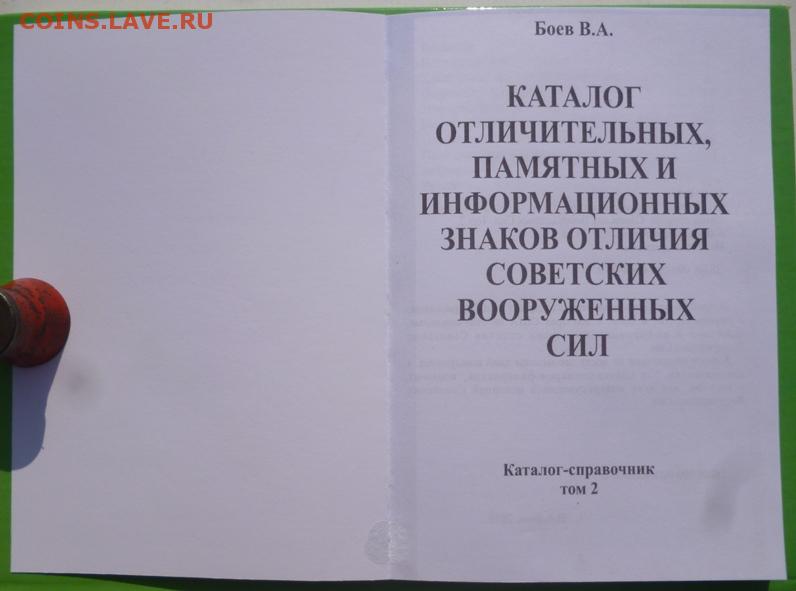 COINS.LAVE.RU
Боев В.А.
КАТАЛОГ
ОТЛИЧИТЕЛЬНЫХ,
ПАМЯТНЫХ И
ИНФОРМАЦИОННЫХ
ЗНАКОВ ОТЛИЧИЯ
СОВЕТСКИХ
ВООРУЖЕННЫХ
СИЛ
Каталог-справочник
том 2